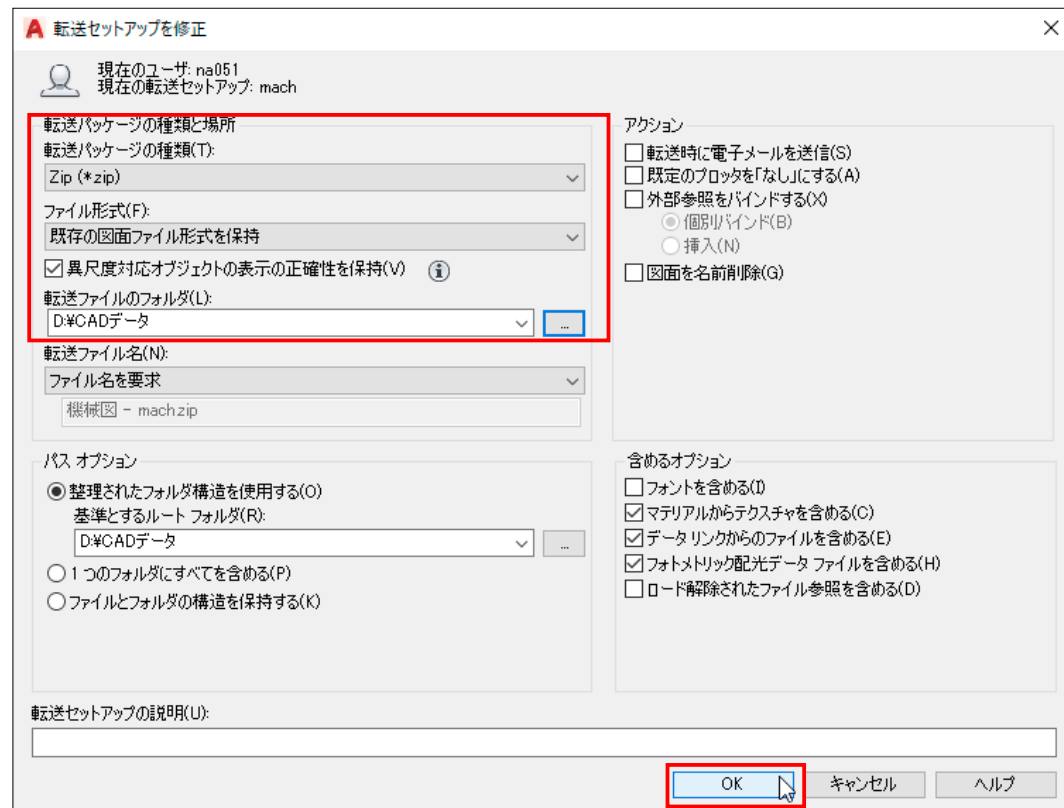 転送セットアップを修正
現在のユーザ: na051
現在の転送セットアップ: mach
転送パッケージの種類と場所
転送パッケージの種類(T):
Zip (*zip)
ファイル形式(F):
既存の図面ファイル形式を保持
異尺度対応オブジェクトの表示の正確性を保持(V)
転送ファイルのフォルダ(L):
D:¥CADデータ
...
転送ファイル名(N):
ファイル名を要求
機械図 - mach.zip
アクション
転送時に電子メールを送信(S)
既定のプロッタを「なし」にする(A)
外部参照をバインドする(X)
個別バインド(B)
挿入(N)
図面を名前削除(G)
パス オプション
整理されたフォルダ構造を使用する(O)
基準とするルート フォルダ(R):
D:¥CADデータ
...
1 つのフォルダにすべてを含める(P)
ファイルとフォルダの構造を保持する(K)
含めるオプション
フォントを含める(I)
マテリアルからテクスチャを含める(C)
データ リンクからのファイルを含める(E)
フォトメトリック配光データ ファイルを含める(H)
ロード解除されたファイル参照を含める(D)
転送セットアップの説明(U):
OK
キャンセル
ヘルプ